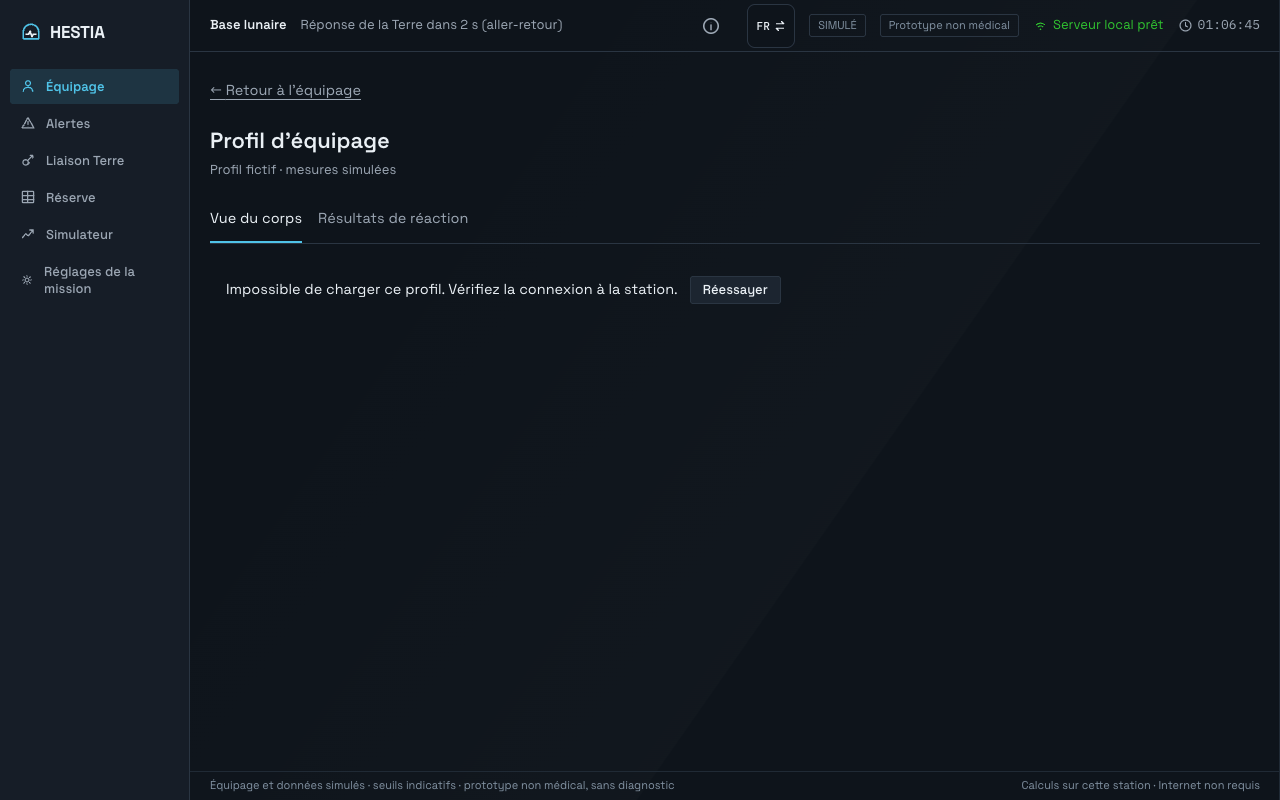 HESTIA
Équipage
Alertes
Liaison Terre
Réserve
Simulateur
Réglages de la
mission
Base lunaire
Réponse de la Terre dans 2 s (aller-retour)
FR ⇄
SIMULÉ
Prototype non médical
Serveur local prêt
01:06:45
← Retour à l’équipage
Profil d’équipage
Profil fictif · mesures simulées
Vue du corps
Résultats de réaction
Impossible de charger ce profil. Vérifiez la connexion à la station.
Réessayer
Équipage et données simulés · seuils indicatifs · prototype non médical, sans diagnostic
Calculs sur cette station · Internet non requis